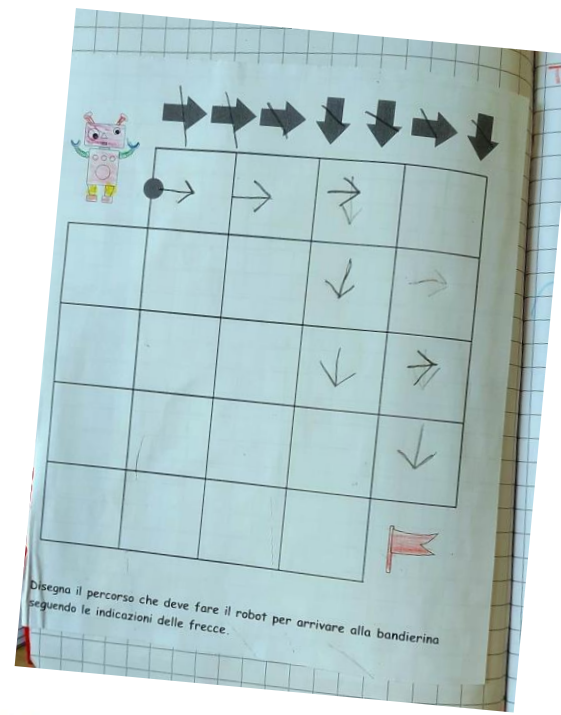 Disegna il percorso che deve fare il robot per arrivare alla bandierina
seguendo le indicazioni delle frecce.